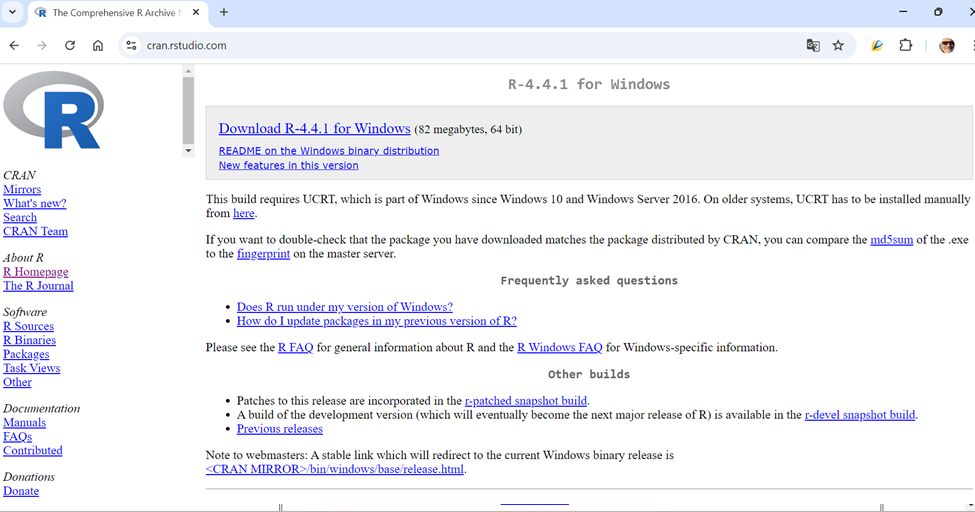 The Comprehensive R Archive N
cran.rstudio.com
R
CRAN
Mirrors
What's new?
Search
CRAN Team
About R
R Homepage
The R Journal
Software
R Sources
R Binaries
Packages
Task Views
Other
Documentation
Manuals
FAQs
Contributed
Donations
Donate
R-4.4.1 for Windows
Download R-4.4.1 for Windows (82 megabytes, 64 bit)
README on the Windows binary distribution
New features in this version
This build requires UCRT, which is part of Windows since Windows 10 and Windows Server 2016. On older systems, UCRT has to be installed manually
from here.
If you want to double-check that the package you have downloaded matches the package distributed by CRAN, you can compare the md5sum of the .exe
to the fingerprint on the master server.
Frequently asked questions
• Does R run under my version of Windows?
• How do I update packages in my previous version of R?
Please see the R FAQ for general information about R and the R Windows FAQ for Windows-specific information.
Other builds
• Patches to this release are incorporated in the r-patched snapshot build.
• A build of the development version (which will eventually become the next major release of R) is available in the r-devel snapshot build.
• Previous releases
Note to webmasters: A stable link which will redirect to the current Windows binary release is
<CRAN MIRROR>/bin/windows/base/release.html.